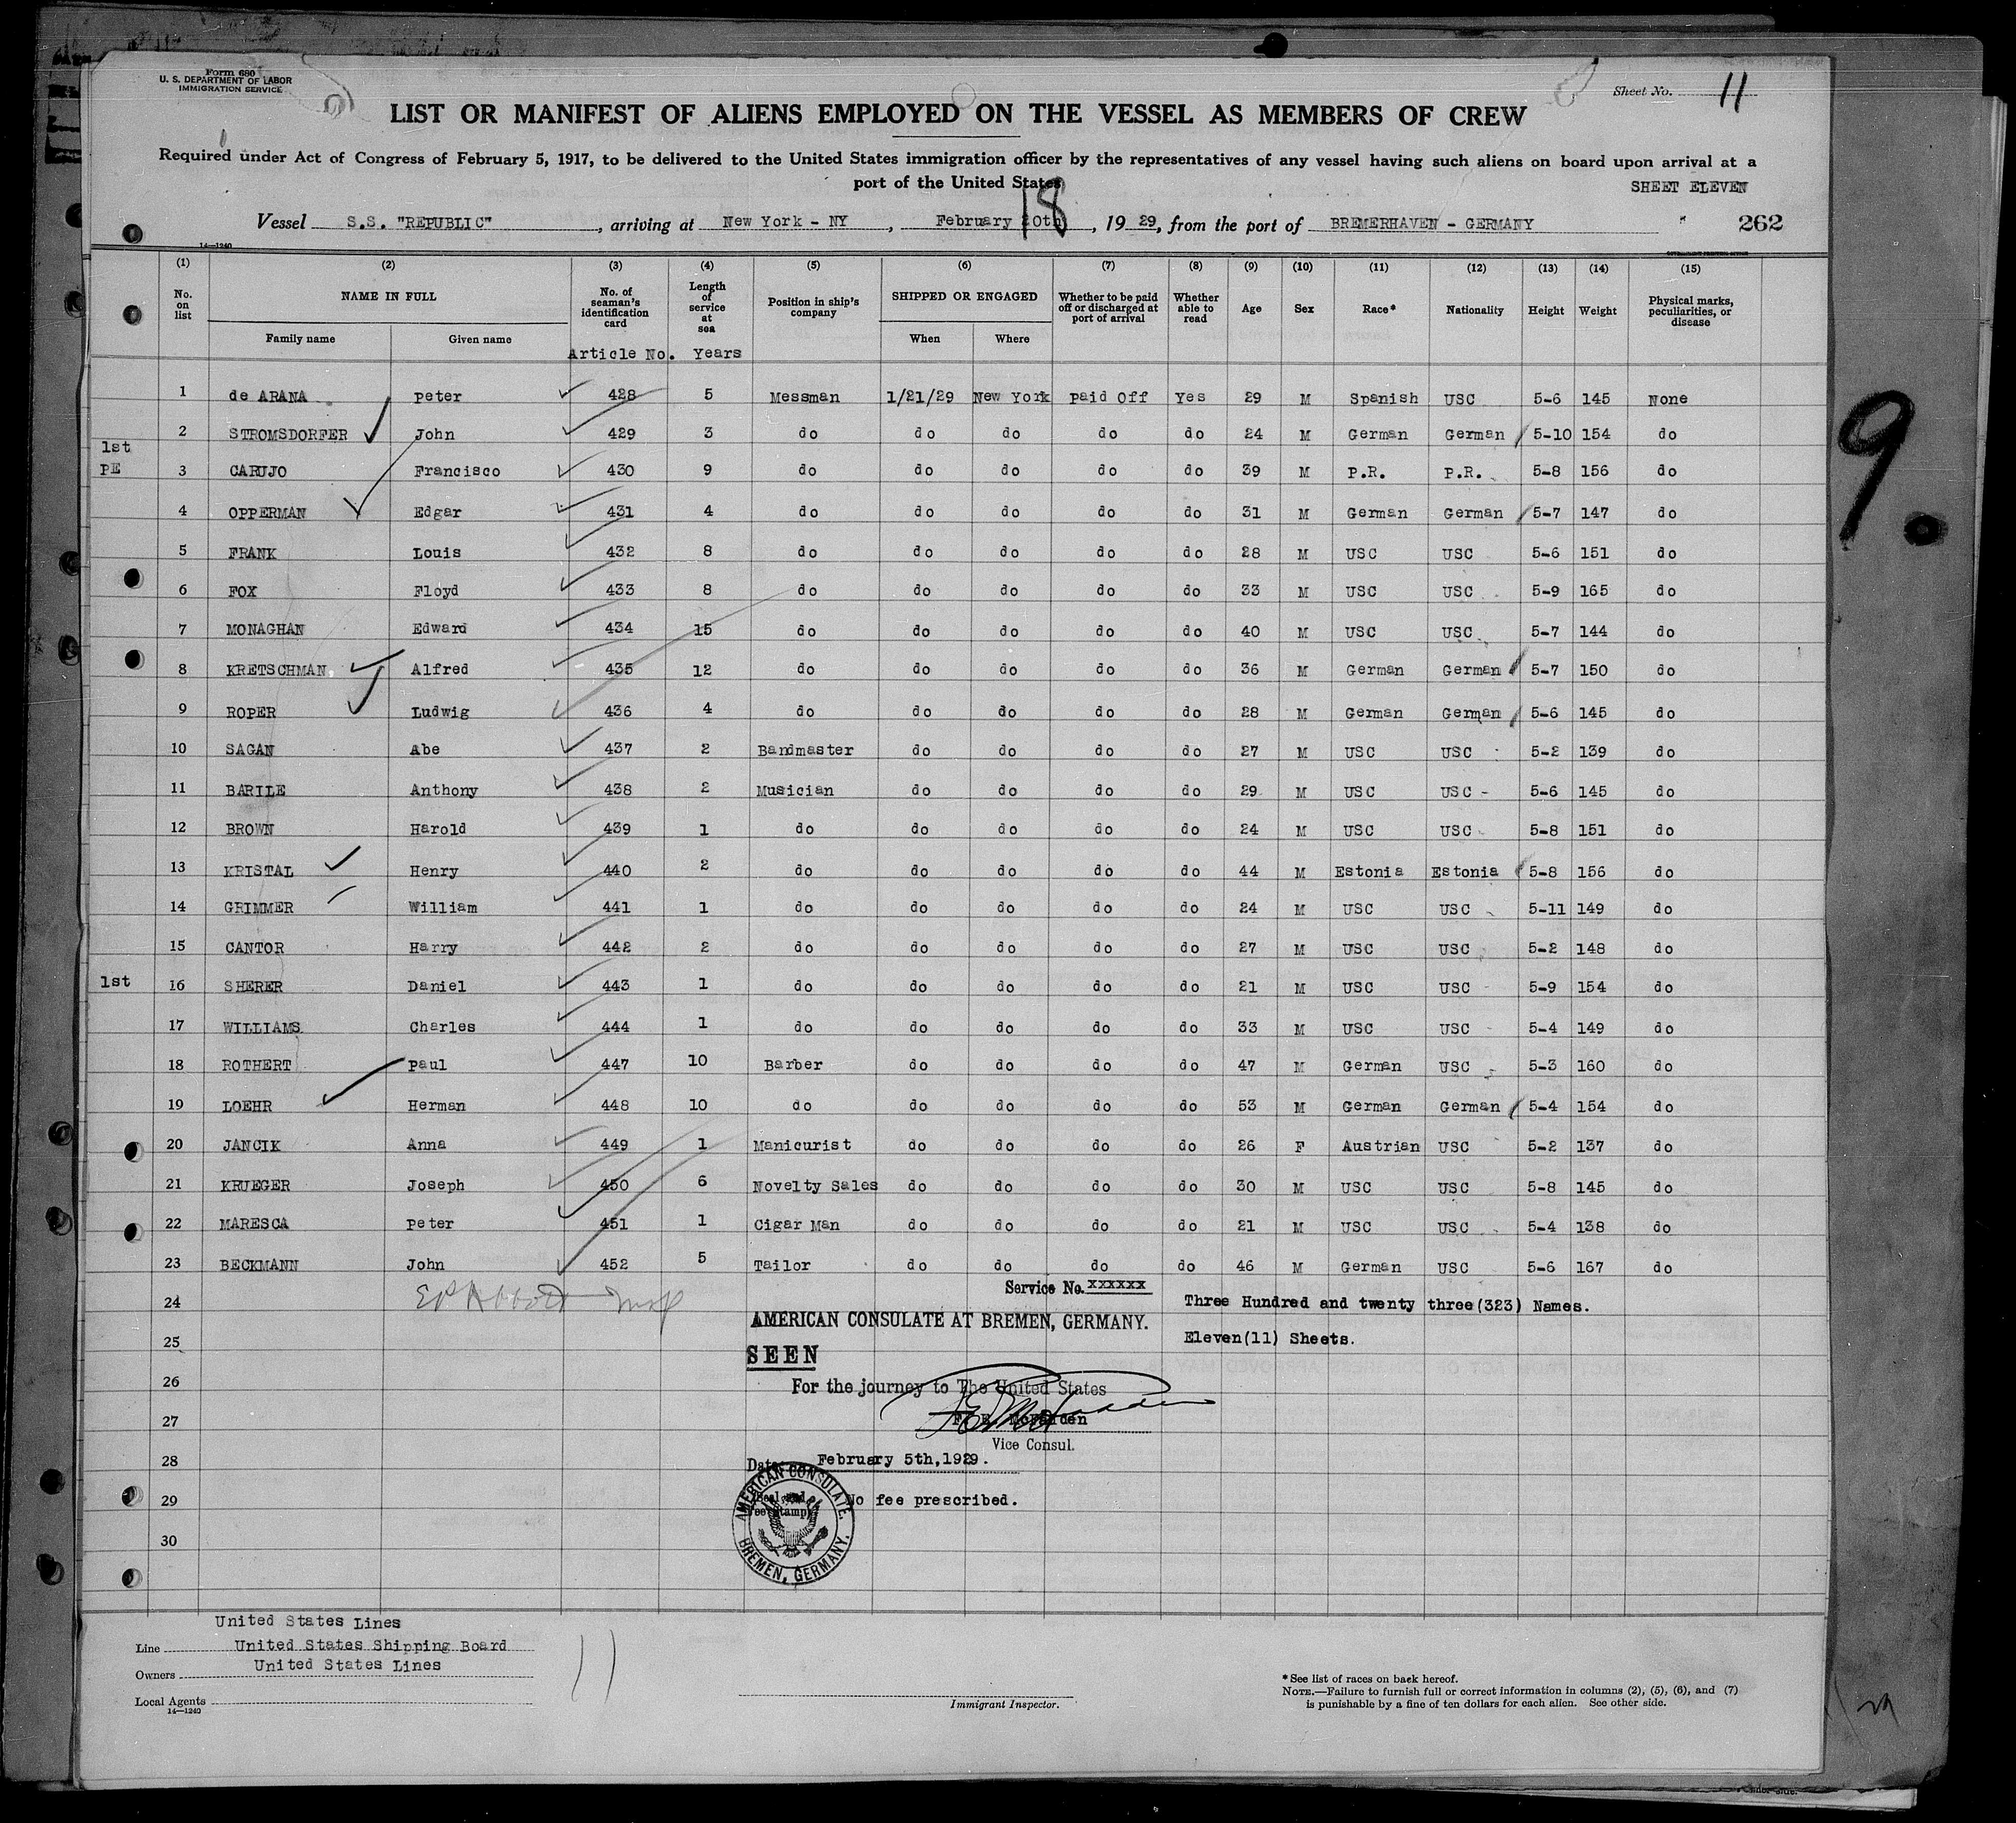 Form 680
U. S. DEPARTMENT OF LABOR
IMMIGRATION SERVICE
Sheet No. 11
LIST OR MANIFEST OF ALIENS EMPLOYED ON THE VESSEL AS MEMBERS OF CREW
Required under Act of Congress of February 5, 1917, to be delivered to the United States immigration officer by the representatives of any vessel having such aliens on board upon arrival at a
port of the United States
SHEET ELEVEN
18
Vessel S.S. "REPUBLIC", arriving at New York - NY, February 20th, 1929, from the port of BREMERHAVEN - GERMANY 262
14—1240
GOVERNMENT PRINTING OFFICE
(1) (2) (3) (4) (5) (6) (7) (8) (9) (10) (11) (12) (13) (14) (15)
No. on list NAME IN FULL No. of seaman's identification card Length of service at sea Position in ship's company SHIPPED OR ENGAGED Whether to be paid off or discharged at port of arrival Whether able to read Age Sex Race* Nationality Height Weight Physical marks, peculiarities, or disease
Family name Given name When Where
Article No. Years
1 de ARANA Peter 428 5 Messman 1/21/29 New York Paid Off Yes 29 M Spanish USC 5-6 145 None
2 STROMSDORFER John 429 3 do do do do do 24 M German German 5-10 154 do
1st
PE 3 CARUJO Francisco 430 9 do do do do do 39 M P.R. P.R. 5-8 156 do
4 OPPERMAN Edgar 431 4 do do do do do 31 M German German 5-7 147 do
5 FRANK Louis 432 8 do do do do do 28 M USC USC 5-6 151 do
6 FOX Floyd 433 8 do do do do do 33 M USC USC 5-9 165 do
7 MONAGHAN Edward 434 15 do do do do do 40 M USC USC 5-7 144 do
8 KRETSCHMAN Alfred 435 12 do do do do do 36 M German German 5-7 150 do
9 ROPER Ludwig 436 4 do do do do do 28 M German German 5-6 145 do
10 SAGAN Abe 437 2 Bandmaster do do do do 27 M USC USC 5-2 139 do
11 BARILE Anthony 438 2 Musician do do do do 29 M USC USC - 5-6 145 do
12 BROWN Harold 439 1 do do do do do 24 M USC USC 5-8 151 do
13 KRISTAL Henry 440 2 do do do do do 44 M Estonia Estonia 5-8 156 do
14 GRIMMER William 441 1 do do do do do 24 M USC USC 5-11 149 do
15 CANTOR Harry 442 2 do do do do do 27 M USC USC 5-2 148 do
1st 16 SHERER Daniel 443 1 do do do do do 21 M USC USC 5-9 154 do
17 WILLIAMS Charles 444 1 do do do do do 33 M USC USC 5-4 149 do
18 ROTHERT Paul 447 10 Barber do do do do 47 M German USC 5-3 160 do
19 LOEHR Herman 448 10 do do do do do 53 M German German 5-4 154 do
20 JANCIK Anna 449 1 Manicurist do do do do 26 F Austrian USC 5-2 137 do
21 KRUEGER Joseph 450 6 Novelty Sales do do do do 30 M USC USC 5-8 145 do
22 MARESCA Peter 451 1 Cigar Man do do do do 21 M USC USC 5-4 138 do
23 BECKMANN John 452 5 Tailor do do do do 46 M German USC 5-6 167 do
24
25
26
27
28
29
30
Service No. xxxxxx
AMERICAN CONSULATE AT BREMEN, GERMANY.
SEEN
For the journey to The United States
F. E. McFadden
Vice Consul.
Date: February 5th, 1929.
No fee prescribed.
AMERICAN CONSULATE.
BREMEN, GERMANY.
Three Hundred and twenty three(323) Names.
Eleven(11) Sheets.
United States Lines
Line United States Shipping Board
Owners United States Lines
Local Agents
14—1240
11
Immigrant Inspector.
*See list of races on back hereof.
NOTE.—Failure to furnish full or correct information in columns (2), (5), (6), and (7)
is punishable by a fine of ten dollars for each alien. See other side.
9.